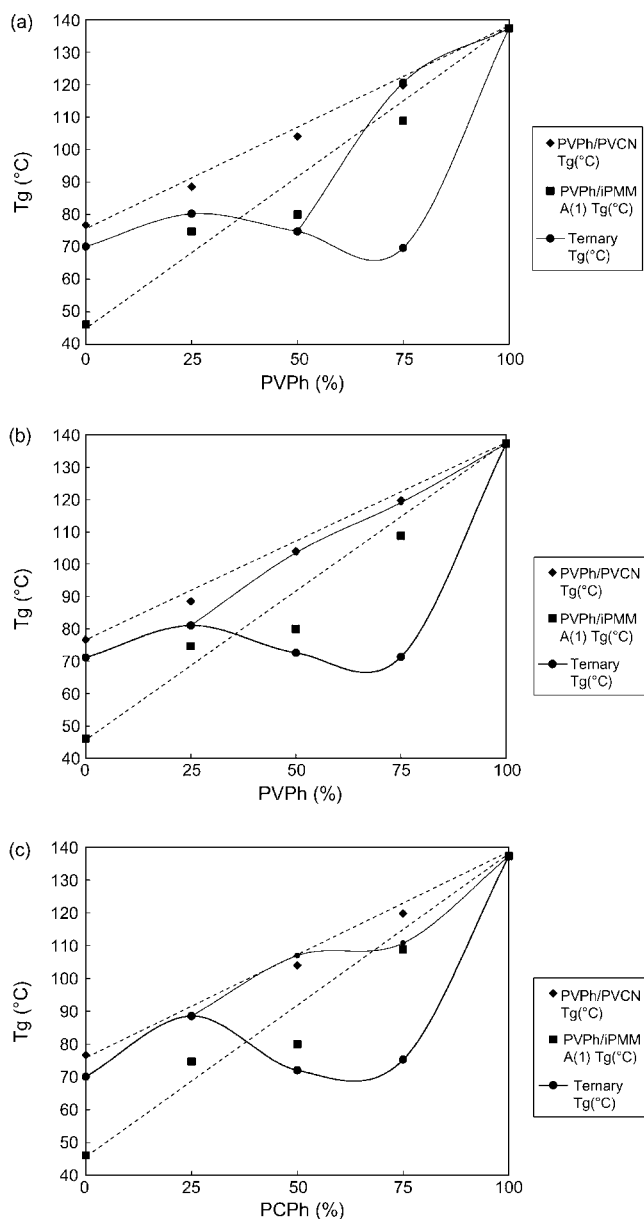 (a)
140
130
120
110
100
90
80
70
60
50
40
Tg (°C)
0 25 50 75 100
PVPh (%)
PVPh/PVCN
Tg(°C)
PVPh/iPMM
A(1) Tg(°C)
Ternary
Tg(°C)
(b)
140
130
120
110
100
90
80
70
60
50
40
Tg (°C)
0 25 50 75 100
PVPh (%)
PVPh/PVCN
Tg(°C)
PVPh/iPMM
A(1) Tg(°C)
Ternary
Tg(°C)
(c)
140
130
120
110
100
90
80
70
60
50
40
Tg (°C)
0 25 50 75 100
PCPh (%)
PVPh/PVCN
Tg(°C)
PVPh/iPMM
A(1) Tg(°C)
Ternary
Tg(°C)